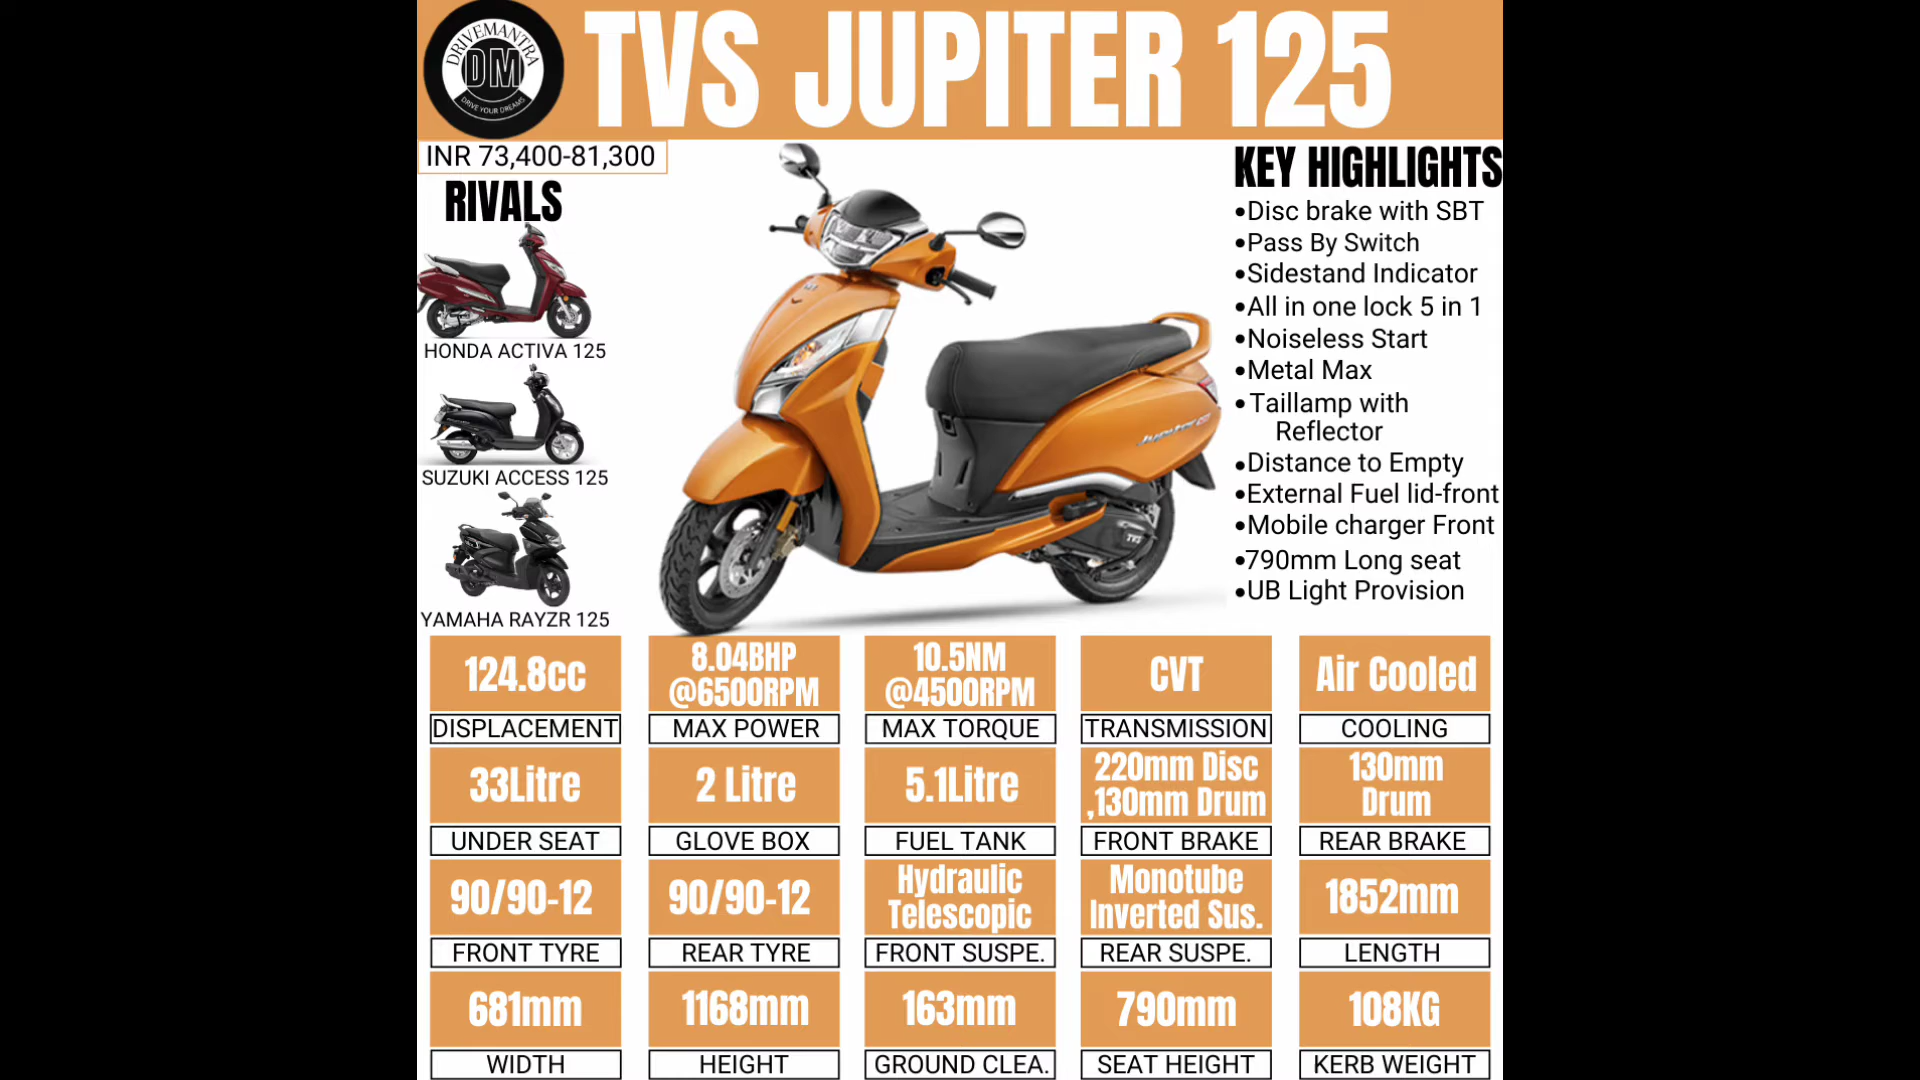 DRIVEMANTRA
DM
DRIVE YOUR DREAMS
TVS JUPITER 125
INR 73,400-81,300
RIVALS
HONDA ACTIVA 125
SUZUKI ACCESS 125
YAMAHA RAYZR 125
KEY HIGHLIGHTS
•Disc brake with SBT
•Pass By Switch
•Sidestand Indicator
•All in one lock 5 in 1
•Noiseless Start
•Metal Max
•Taillamp with
Reflector
•Distance to Empty
•External Fuel lid-front
•Mobile charger Front
•790mm Long seat
•UB Light Provision
Jupiter 125
TVS
124.8cc
DISPLACEMENT
8.04BHP
@6500RPM
MAX POWER
10.5NM
@4500RPM
MAX TORQUE
CVT
TRANSMISSION
Air Cooled
COOLING
33Litre
UNDER SEAT
2 Litre
GLOVE BOX
5.1Litre
FUEL TANK
220mm Disc
,130mm Drum
FRONT BRAKE
130mm
Drum
REAR BRAKE
90/90-12
FRONT TYRE
90/90-12
REAR TYRE
Hydraulic
Telescopic
FRONT SUSPE.
Monotube
Inverted Sus.
REAR SUSPE.
1852mm
LENGTH
681mm
WIDTH
1168mm
HEIGHT
163mm
GROUND CLEA.
790mm
SEAT HEIGHT
108KG
KERB WEIGHT